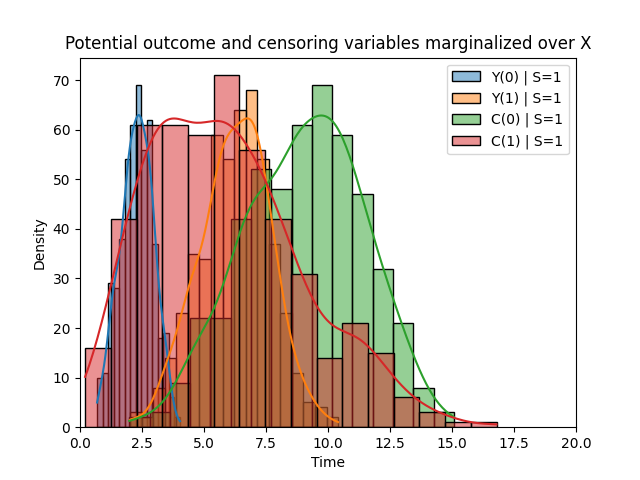 Potential outcome and censoring variables marginalized over X
Density
70
60
50
40
30
20
10
0
Y(0) | S=1
Y(1) | S=1
C(0) | S=1
C(1) | S=1
0.0 2.5 5.0 7.5 10.0 12.5 15.0 17.5 20.0
Time